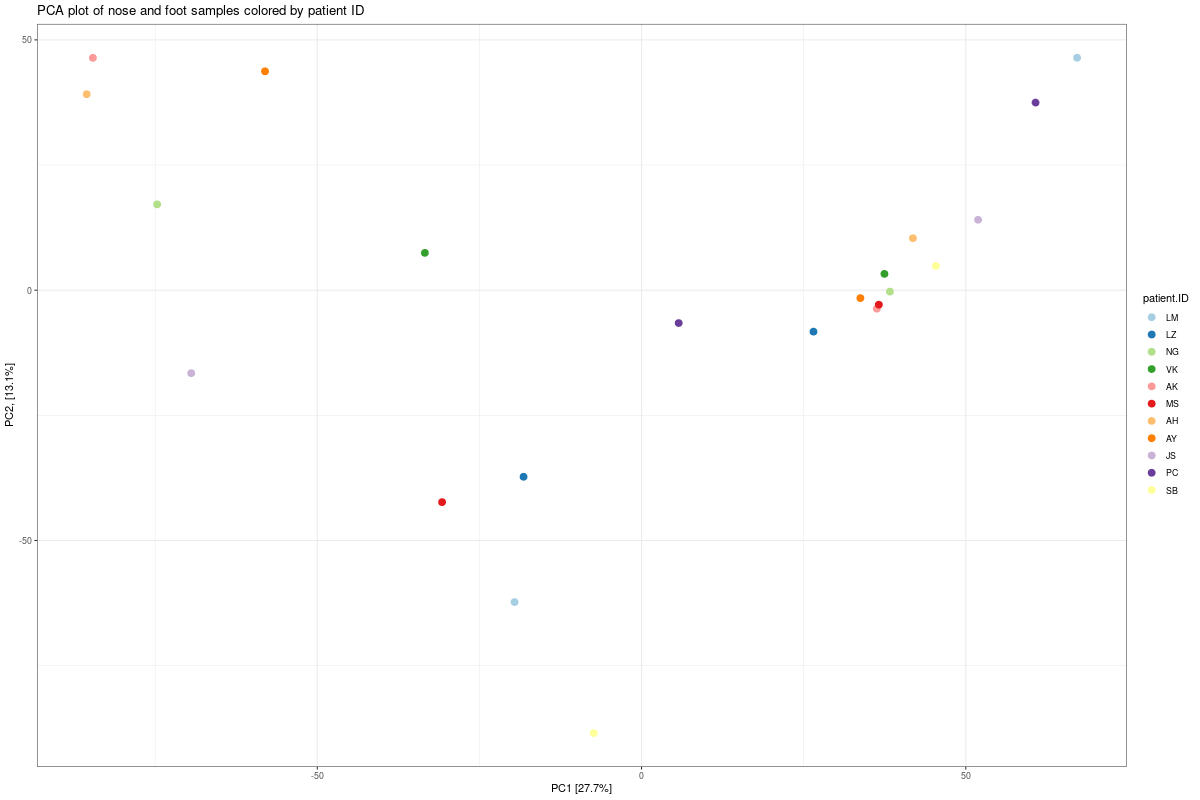 PCA plot of nose and foot samples colored by patient ID
50
0
-50
PC2, [13.1%]
-50
0
50
PC1 [27.7%]
patient.ID
LM
LZ
NG
VK
AK
MS
AH
AY
JS
PC
SB